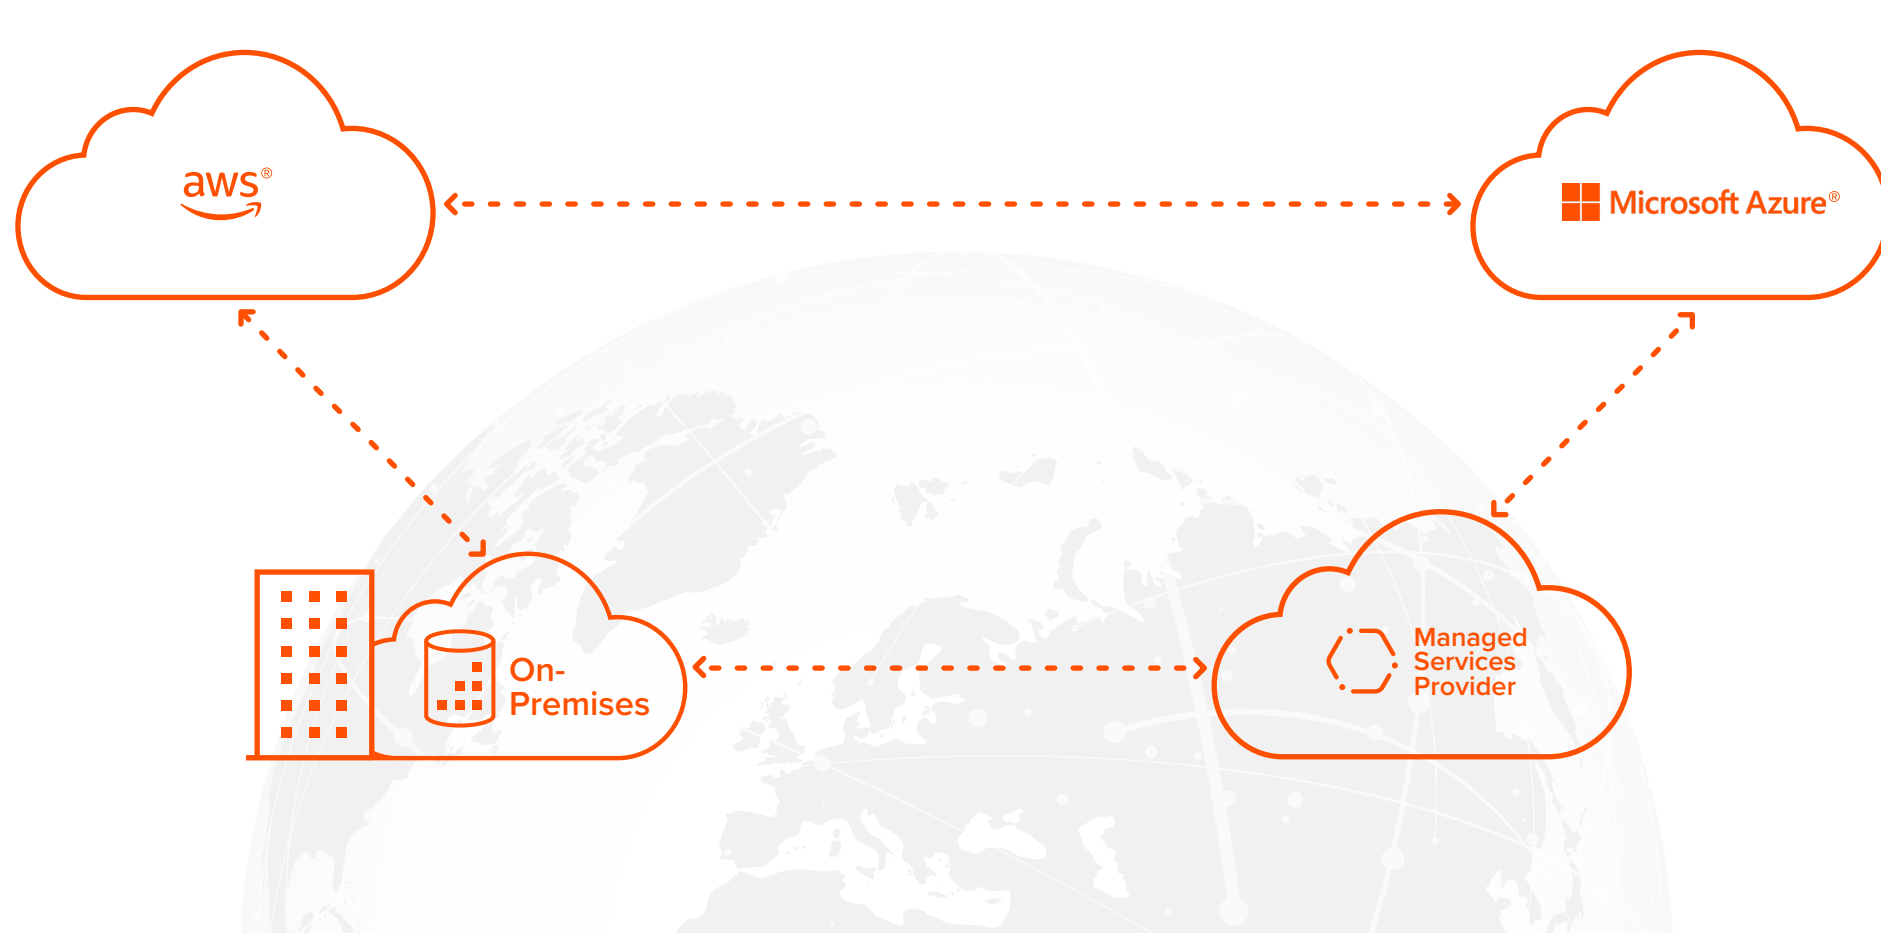 aws®
Microsoft Azure®
On-
Premises
Managed
Services
Provider